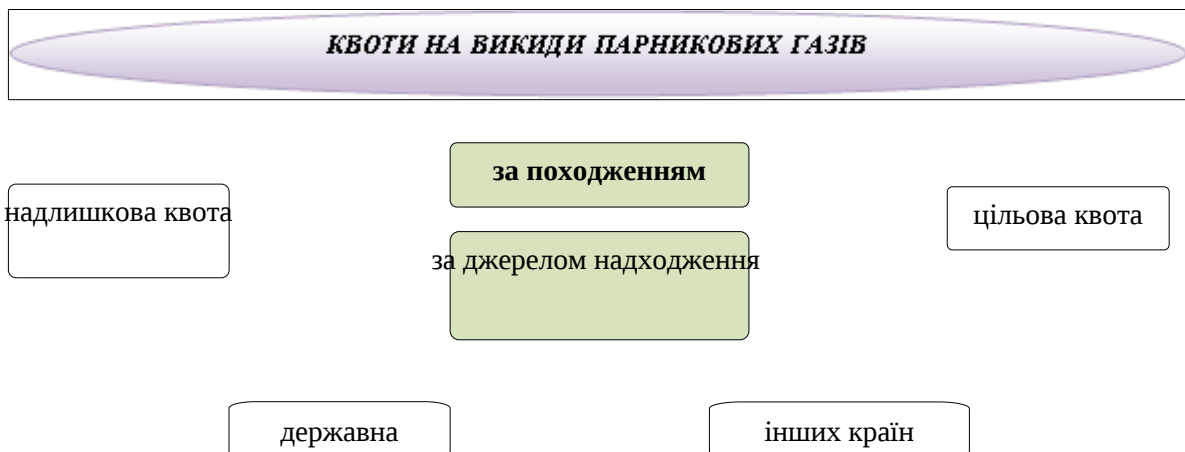 КВОТИ НА ВИКИДИ ПАРНИКОВИХ ГАЗІВ
за походженням
надлишкова квота
цільова квота
за джерелом надходження
державна
інших країн